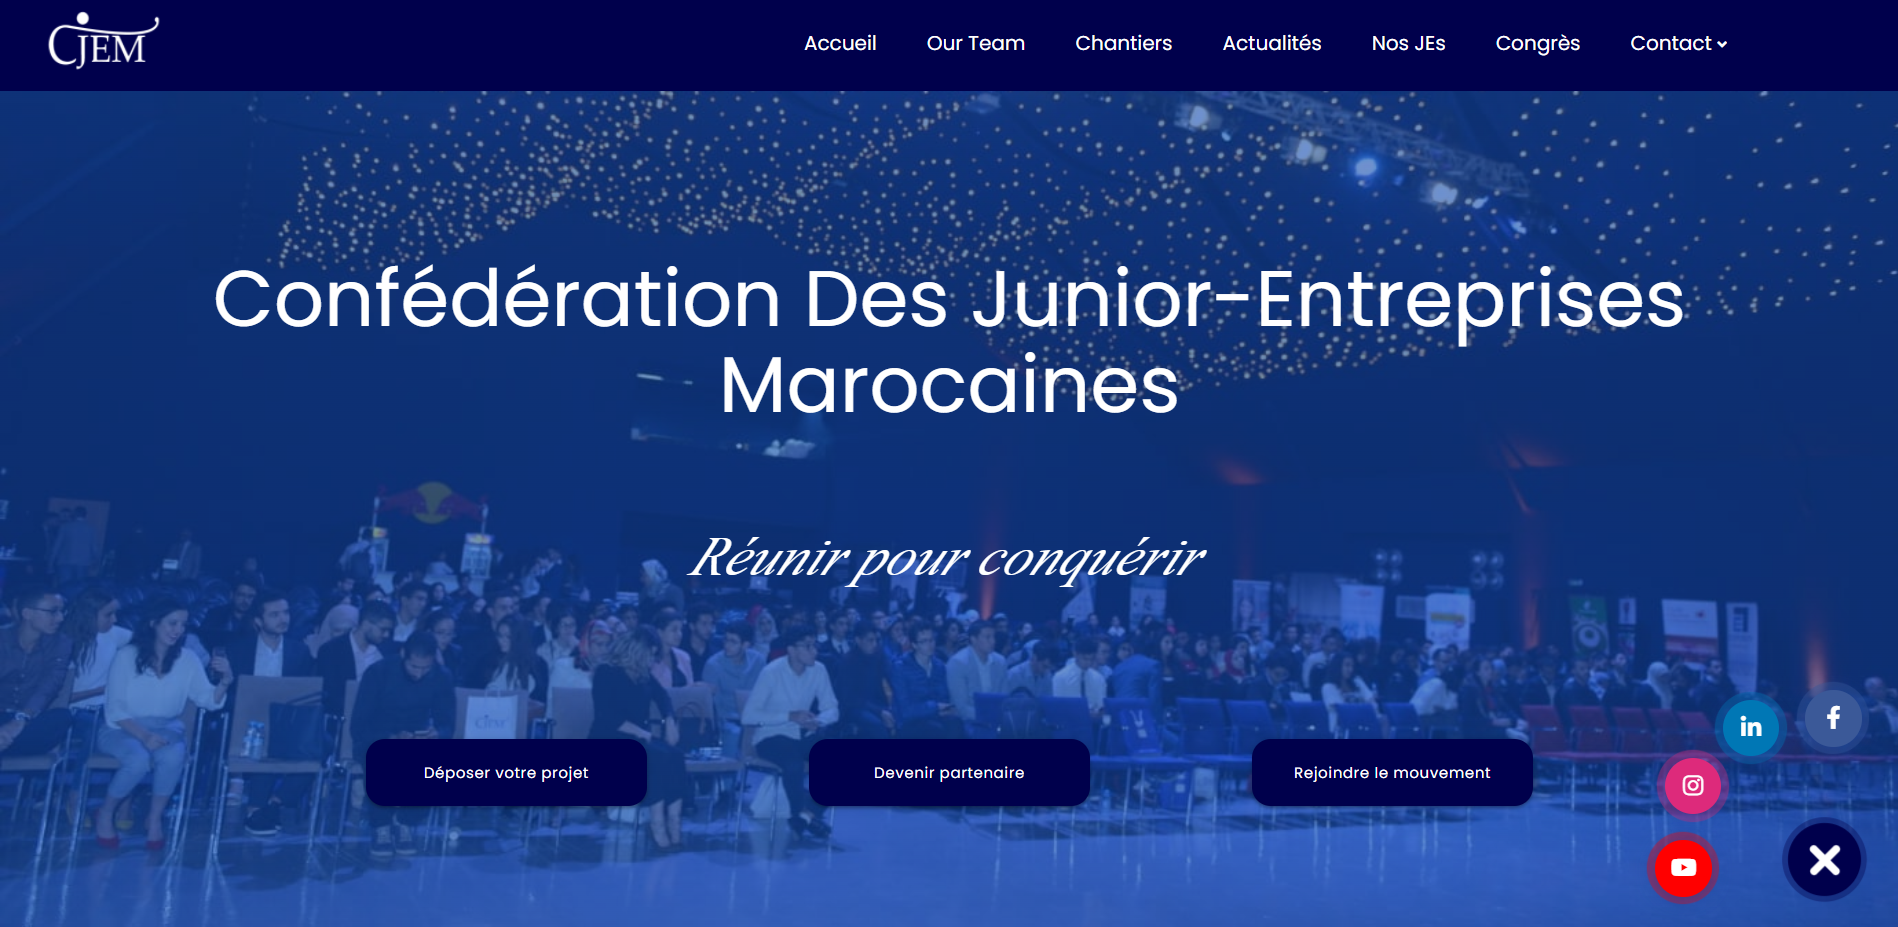 CJEM
Accueil
Our Team
Chantiers
Actualités
Nos JEs
Congrès
Contact
Confédération Des Junior-Entreprises
Marocaines
Réunir pour conquérir
Déposer votre projet
Devenir partenaire
Rejoindre le mouvement
in
f
CJEM